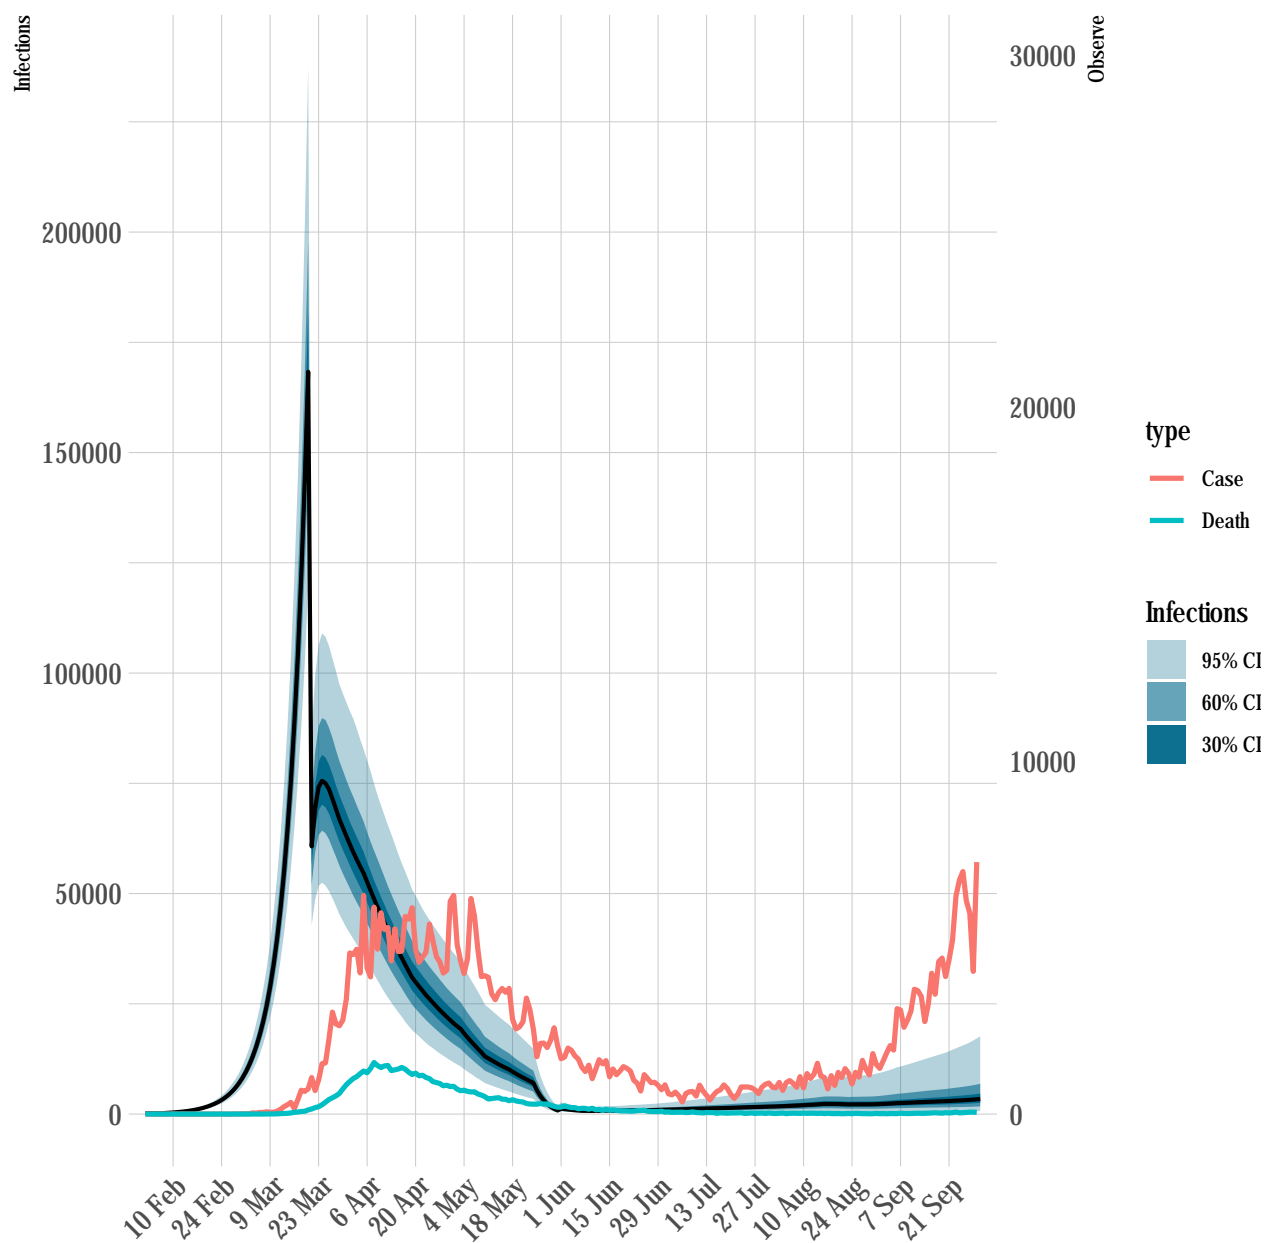 Infections
Observe
30000
20000
10000
0
200000
150000
100000
50000
0
10 Feb
24 Feb
9 Mar
23 Mar
6 Apr
20 Apr
4 May
18 May
1 Jun
15 Jun
29 Jun
13 Jul
27 Jul
10 Aug
24 Aug
7 Sep
21 Sep
type
Case
Death
Infections
95% CI
60% CI
30% CI